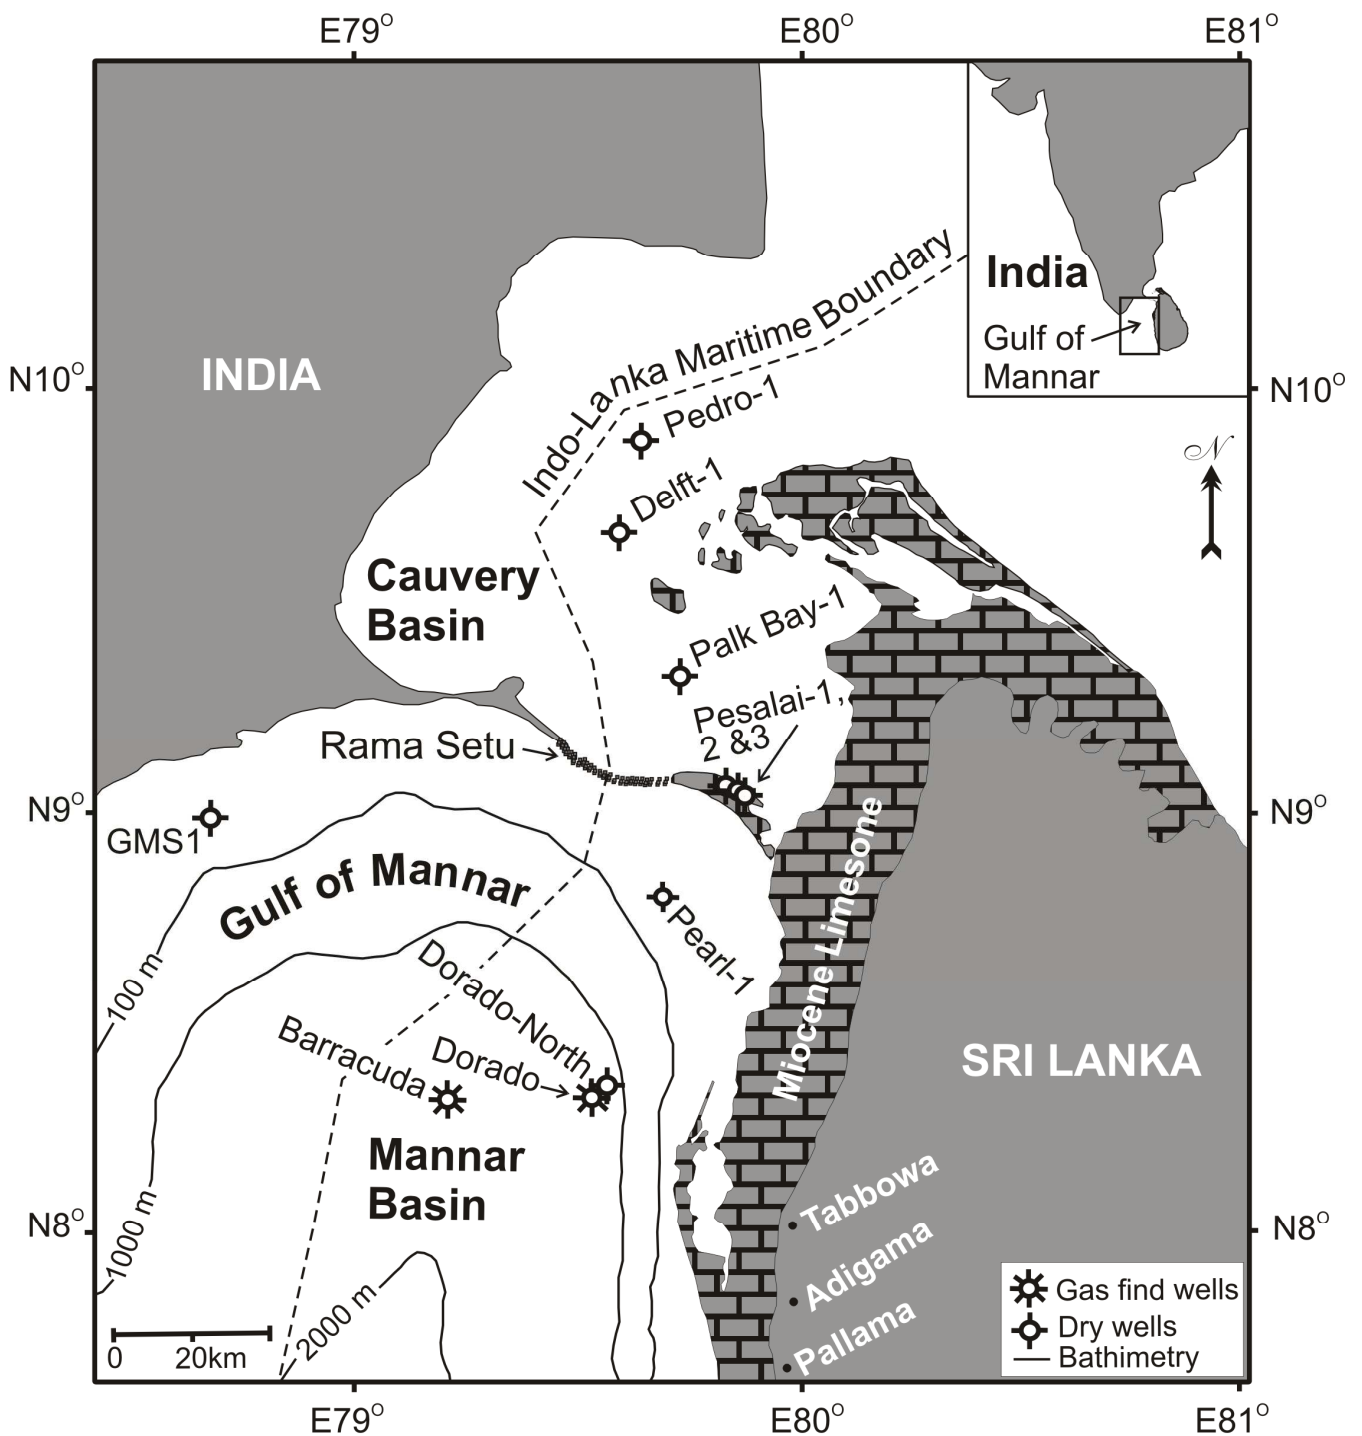 E79°
E80°
E81°
India
Gulf of
Mannar
INDIA
Indo-Lanka Maritime Boundary
N10°
N10°
N
Pedro-1
Delft-1
Cauvery
Basin
Palk Bay-1
Pesalai-1,
2 &3
Rama Setu
N9°
N9°
GMS1
Gulf of Mannar
Miocene Limesone
Pearl-1
100 m
Dorado-North
Barracuda
Dorado
SRI LANKA
Mannar
Basin
Tabbowa
1000 m
N8°
N8°
Adigama
2000 m
Pallama
Gas find wells
Dry wells
Bathimetry
0 20km
E79°
E80°
E81°